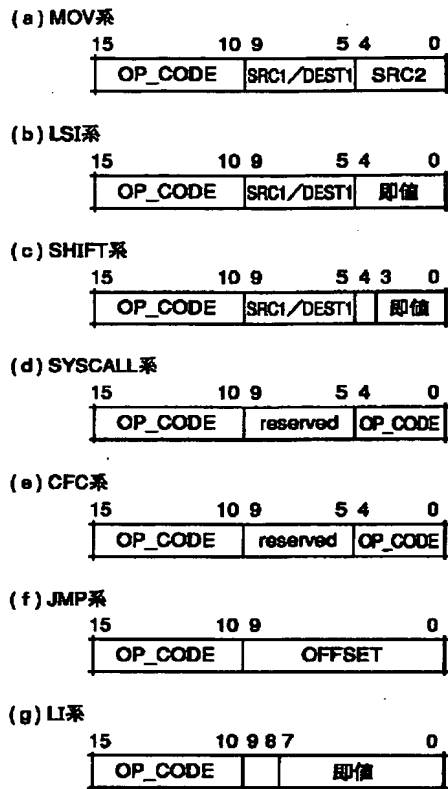 (a) MOV系
15 10 9 5 4 0
OP_CODE SRC1/DEST1 SRC2
(b) LSI系
15 10 9 5 4 0
OP_CODE SRC1/DEST1 即値
(c) SHIFT系
15 10 9 5 4 3 0
OP_CODE SRC1/DEST1 即値
(d) SYSCALL系
15 10 9 5 4 0
OP_CODE reserved OP_CODE
(e) CFC系
15 10 9 5 4 0
OP_CODE reserved OP_CODE
(f) JMP系
15 10 9 0
OP_CODE OFFSET
(g) LI系
15 10 9 8 7 0
OP_CODE 即値